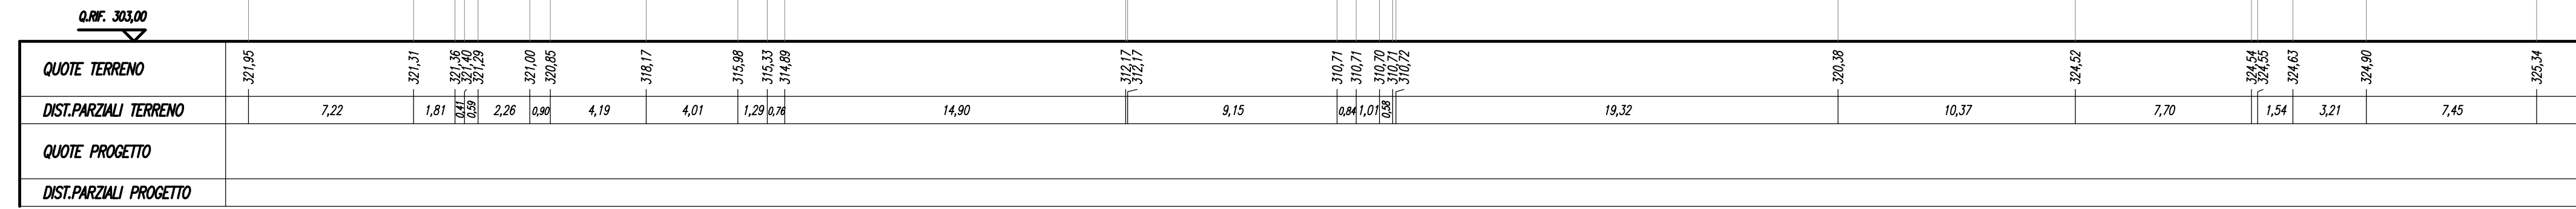 Q.RIF. 303,00
QUOTE TERRENO 321,95 321,31 321,36 321,40 321,29 321,00 320,85 318,17 315,98 315,33 314,89 312,17 312,17 310,71 310,71 310,70 310,71 310,72 320,38 324,52 324,54 324,55 324,63 324,90 325,34
DIST.PARZIALI TERRENO 7,22 1,81 0,41 0,59 2,26 0,90 4,19 4,01 1,29 0,76 14,90 9,15 0,84 1,01 0,58 19,32 10,37 7,70 1,54 3,21 7,45
QUOTE PROGETTO
DIST.PARZIALI PROGETTO